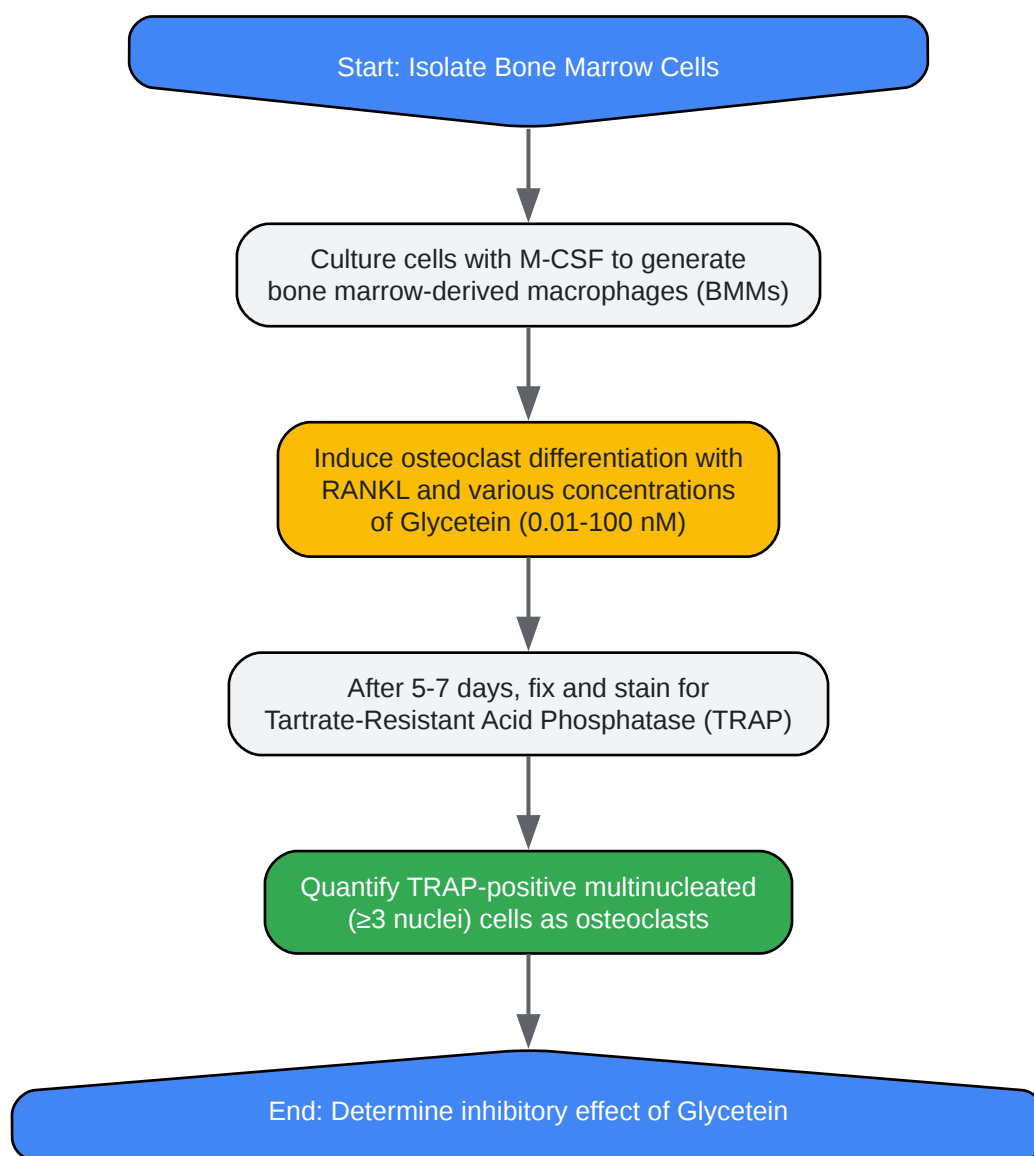 Start: Isolate Bone Marrow Cells
Culture cells with M-CSF to generate
bone marrow-derived macrophages (BMMs)
Induce osteoclast differentiation with
RANKL and various concentrations
of Glycetein (0.01-100 nM)
After 5-7 days, fix and stain for
Tartrate-Resistant Acid Phosphatase (TRAP)
Quantify TRAP-positive multinucleated
(≥3 nuclei) cells as osteoclasts
End: Determine inhibitory effect of Glycetein